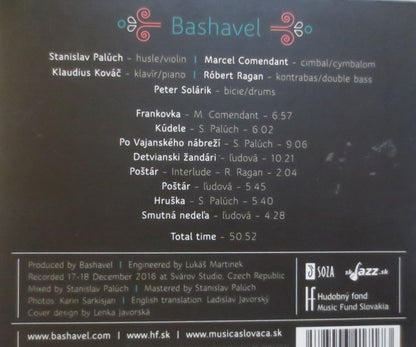 Bashavel
Stanislav Palúch - husle/violin | Marcel Comendant - cimbal/cymbalom
Klaudius Kováč - klavír/piano | Róbert Ragan - kontrabas/double bass
Peter Solárik - bicie/drums
Frankovka - M. Comendant - 6:57
Kúdele - S. Palúch - 6:02
Po Vajanského nábreží - S. Palúch - 9:06
Detvianski žandári - ľudová - 10.21
Poštár - Interlude - R. Ragan - 2:04
Poštár - ľudová - 5.45
Hruška - S. Palúch - 5.40
Smutná nedeľa - ľudová - 4.28
Total time - 50:52
Produced by Bashavel | Engineered by Lukáš Martinek
Recorded 17-18 December 2016 at Svárov Studio, Czech Republic
Mixed by Stanislav Palúch | Mastered by Stanislav Palúch
Photos: Karin Sarkisjan | English translation: Ladislav Javorský
Cover design by Lenka Javorská
SOZA
skJazz.sk
Hudobný fond
Music Fund Slovakia
www.bashavel.com | www.hf.sk | www.musicaslovaca.sk